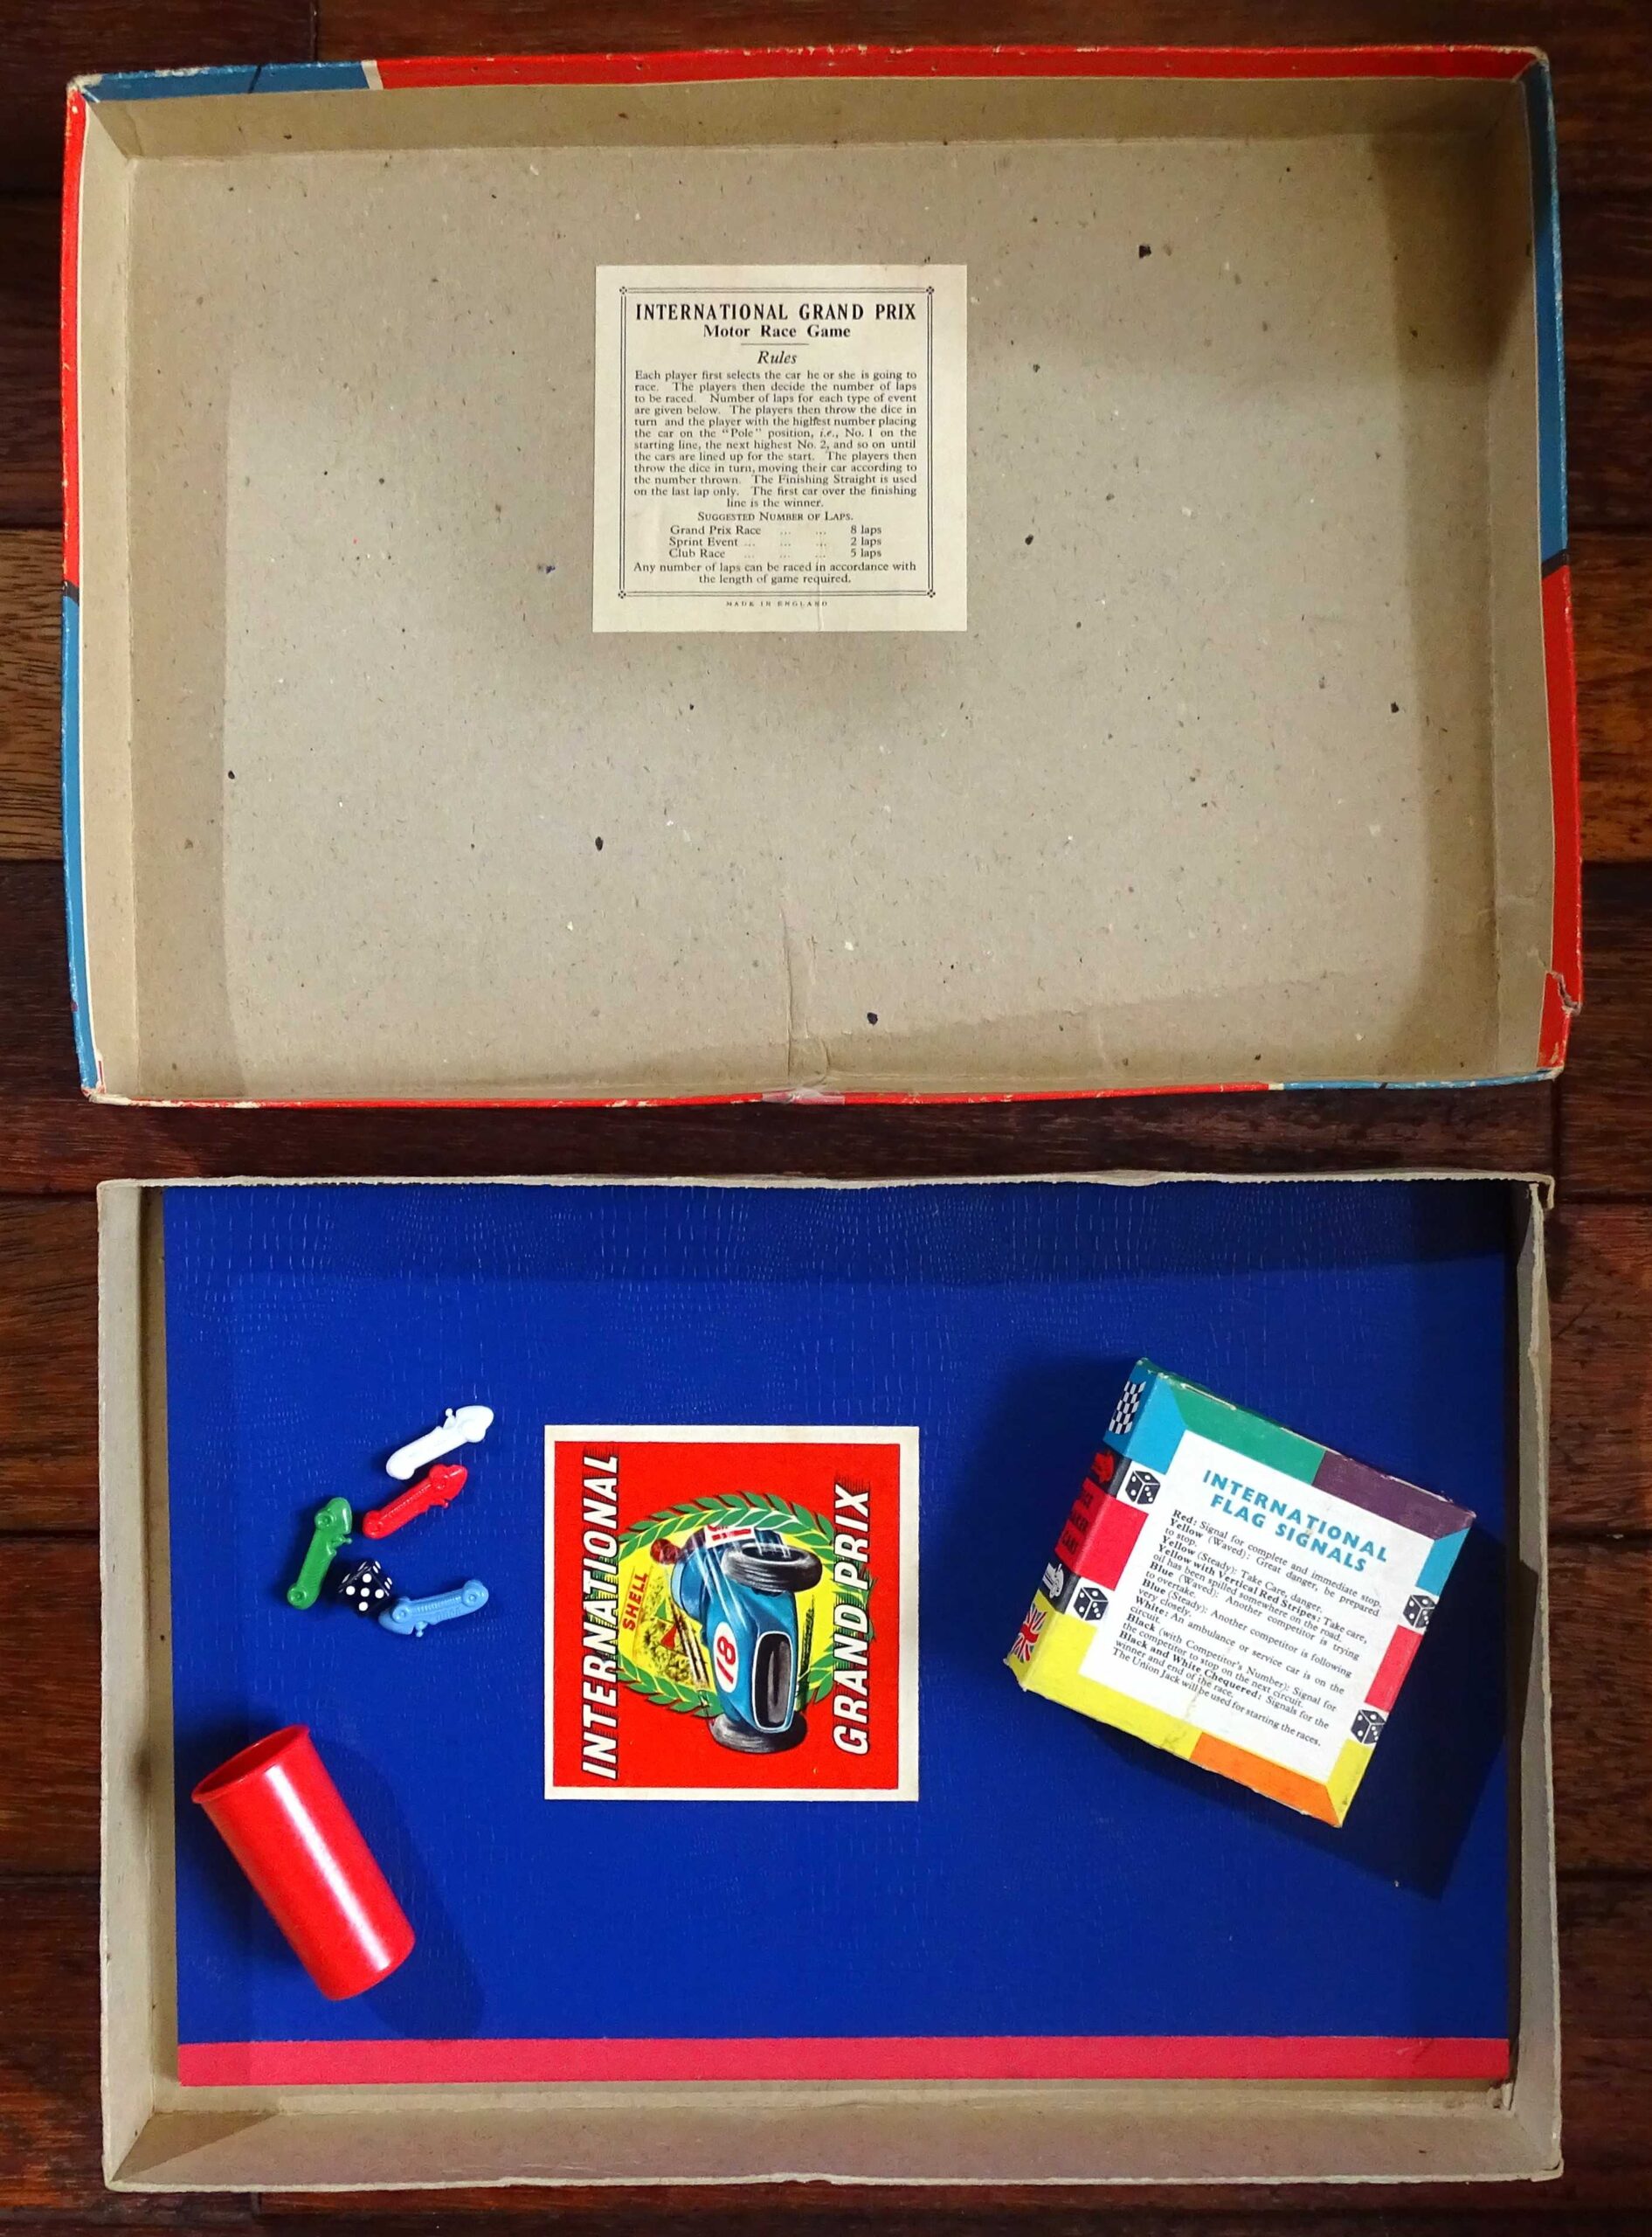 INTERNATIONAL GRAND PRIX
Motor Race Game
Rules
Each player first selects the car he or she is going to
race. The players then decide the number of laps
to be raced. Number of laps for each type of event
are given below. The players then throw the dice in
turn and the player with the highest number placing
the car on the "Pole" position, i.e., No. 1 on the
starting line, the next highest No. 2, and so on until
the cars are lined up for the start. The players then
throw the dice in turn, moving their car according to
the number thrown. The Finishing Straight is used
on the last lap only. The first car over the finishing
line is the winner.
SUGGESTED NUMBER OF LAPS.
Grand Prix Race ... ... 8 laps
Sprint Event ... ... ... 2 laps
Club Race ... ... ... 5 laps
Any number of laps can be raced in accordance with
the length of game required.
MADE IN ENGLAND
INTERNATIONAL
SHELL
18
GRAND PRIX
INTERNATIONAL
FLAG SIGNALS
Red: Signal for complete and immediate stop.
Yellow (Waved): Great danger, be prepared
to stop.
Yellow (Steady): Take Care, danger.
Yellow with Vertical Red Stripes: Take care,
oil has been spilled somewhere on the road.
Blue (Waved): Another competitor is trying
to overtake.
Blue (Steady): Another competitor is following
very closely.
White: An ambulance or service car is on the
circuit.
Black (with Competitor's Number): Signal for
the competitor to stop on the next circuit.
Black and White Chequered: Signals for the
winner and end of the race.
The Union Jack will be used for starting the races.